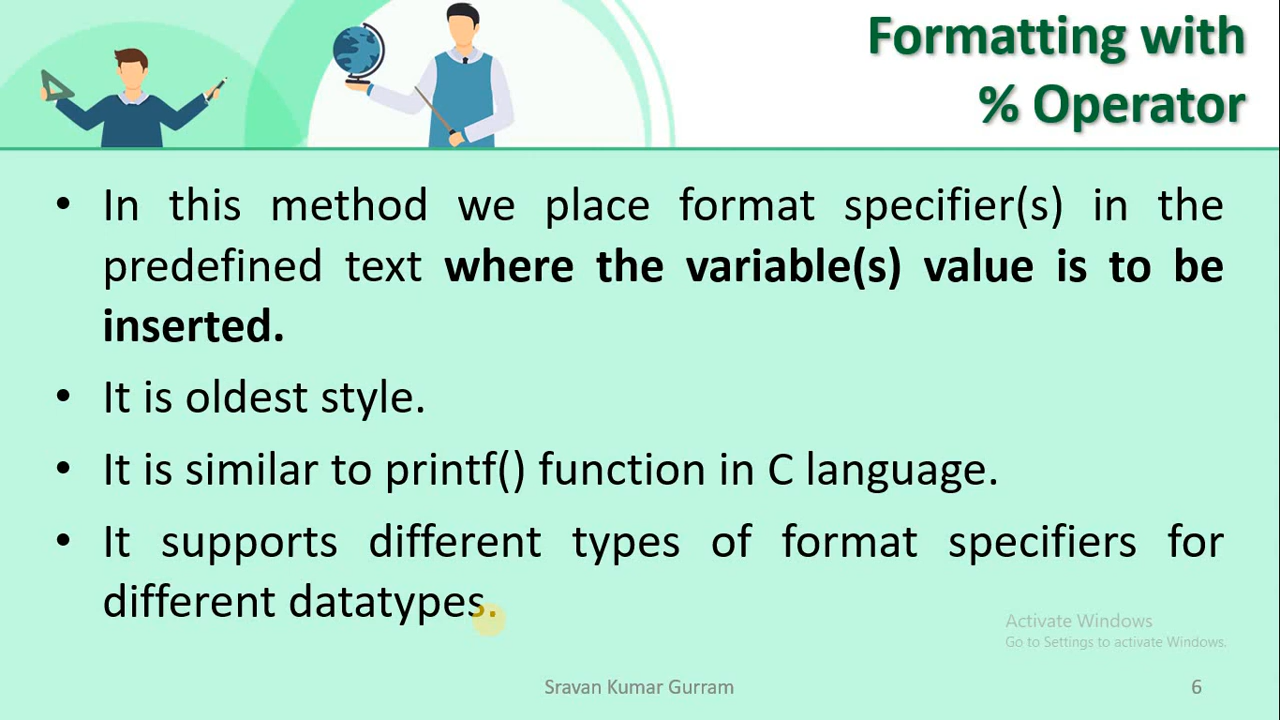 Formatting with
% Operator
• In this method we place format specifier(s) in the
predefined text where the variable(s) value is to be
inserted.
• It is oldest style.
• It is similar to printf() function in C language.
• It supports different types of format specifiers for
different datatypes.
Activate Windows
Go to Settings to activate Windows.
Sravan Kumar Gurram
6